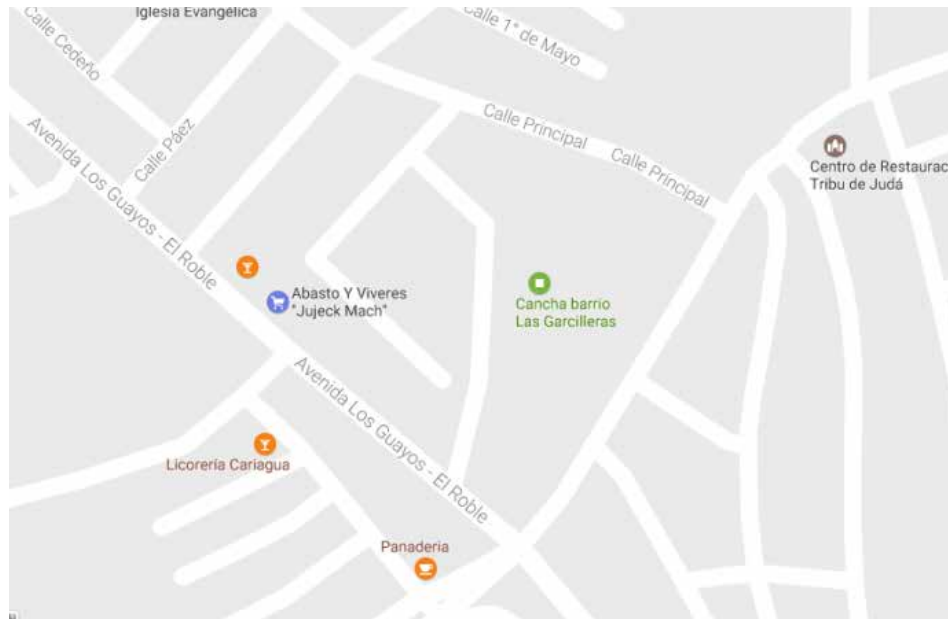 Iglesia Evangélica
Calle 1° de Mayo
Calle Cedeño
Calle Principal
Calle Principal
Avenida Los Guayos - El Roble
Calle Páez
Centro de Restaurac
Tribu de Judá
Abasto Y Viveres
"Jujeck Mach"
Cancha barrio
Las Garcilleras
Avenida Los Guayos - El Roble
Licorería Cariagua
Panaderia